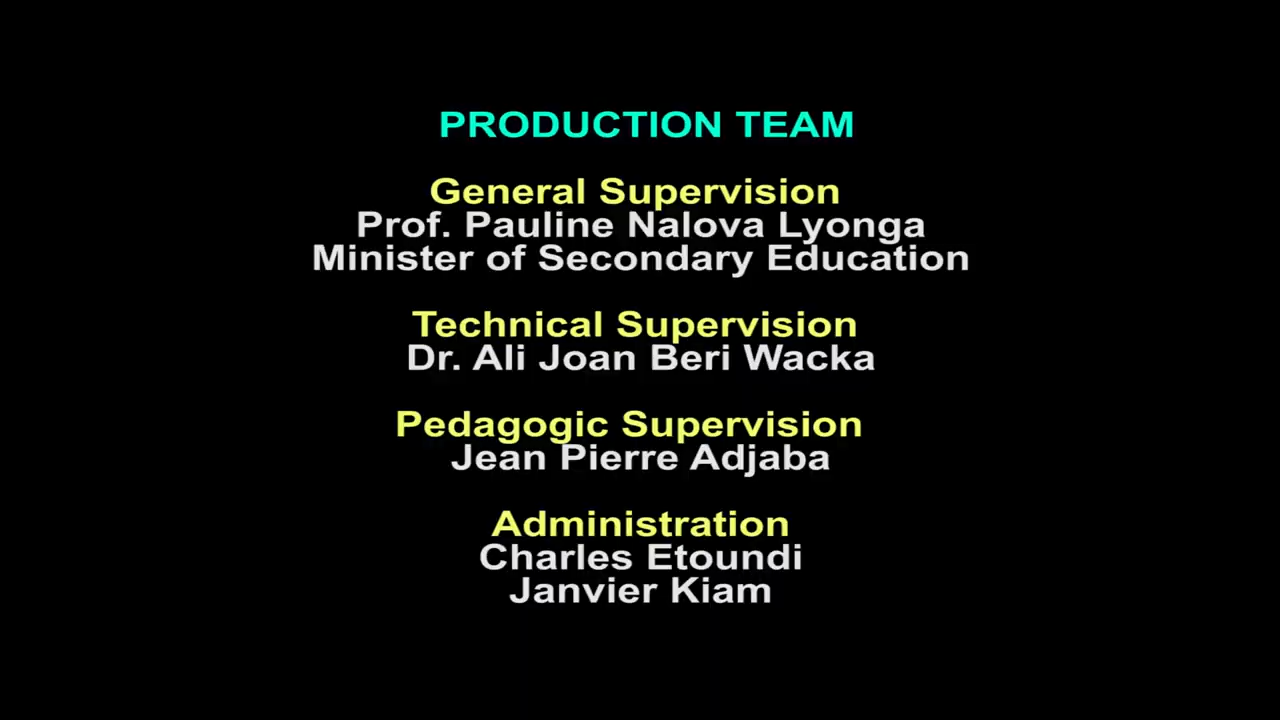 PRODUCTION TEAM
General Supervision
Prof. Pauline Nalova Lyonga
Minister of Secondary Education
Technical Supervision
Dr. Ali Joan Beri Wacka
Pedagogic Supervision
Jean Pierre Adjaba
Administration
Charles Etoundi
Janvier Kiam